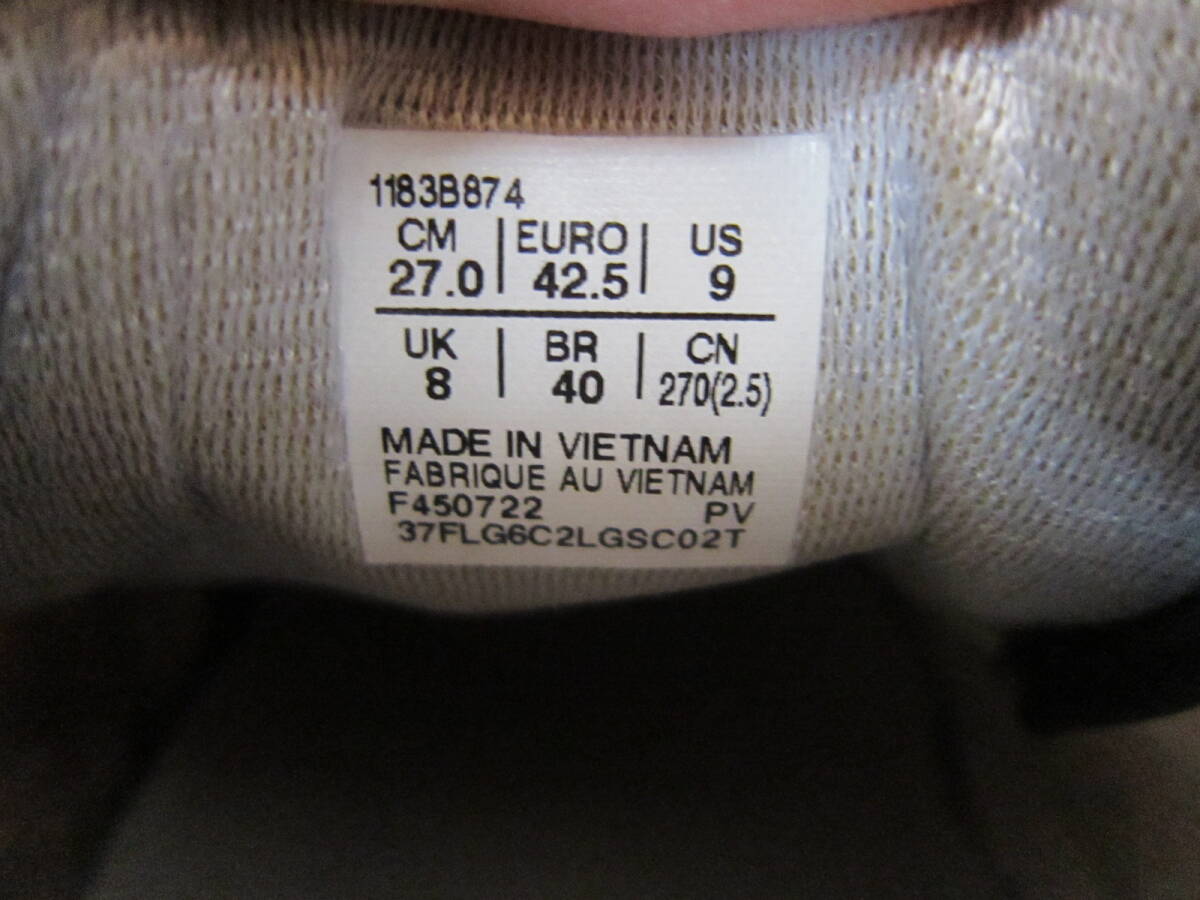 1183B874
CM | EURO | US
27.0 | 42.5 | 9
UK | BR | CN
8 | 40 | 270(2.5)
MADE IN VIETNAM
FABRIQUE AU VIETNAM
F450722 PV
37FLG6C2LGSC02T